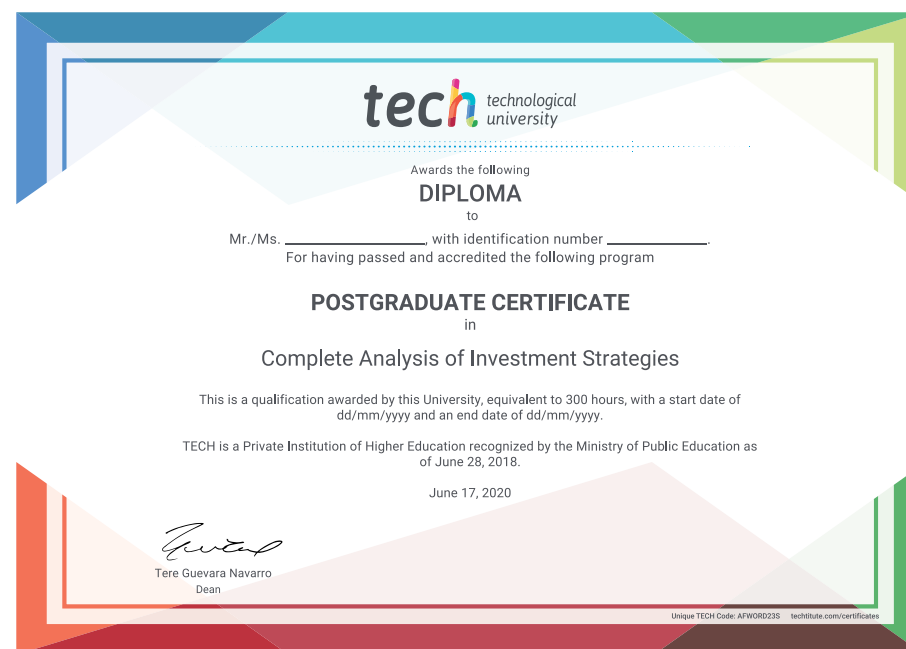 tech technological
university
Awards the following
DIPLOMA
to
Mr./Ms. ____________________, with identification number ______________.
For having passed and accredited the following program
POSTGRADUATE CERTIFICATE
in
Complete Analysis of Investment Strategies
This is a qualification awarded by this University, equivalent to 300 hours, with a start date of
dd/mm/yyyy and an end date of dd/mm/yyyy.
TECH is a Private Institution of Higher Education recognized by the Ministry of Public Education as
of June 28, 2018.
June 17, 2020
Tere Guevara Navarro
Dean
Unique TECH Code: AFWORD23S techtitute.com/certificates